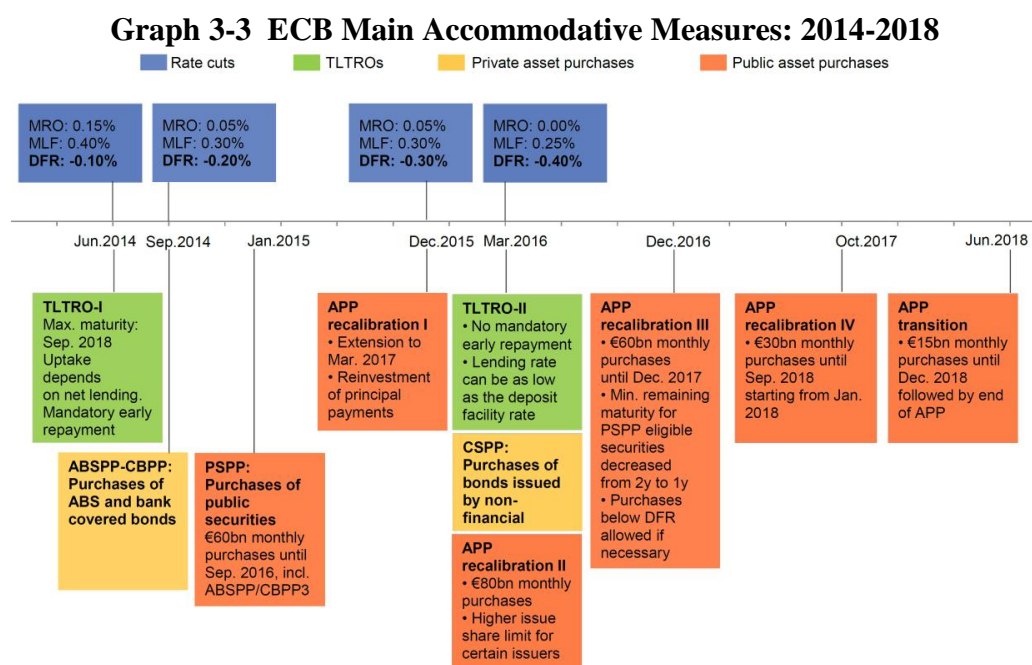 Graph 3-3 ECB Main Accommodative Measures: 2014-2018
Rate cuts
TLTROs
Private asset purchases
Public asset purchases
MRO: 0.15%
MLF: 0.40%
DFR: -0.10%
MRO: 0.05%
MLF: 0.30%
DFR: -0.20%
MRO: 0.05%
MLF: 0.30%
DFR: -0.30%
MRO: 0.00%
MLF: 0.25%
DFR: -0.40%
Jun.2014
Sep.2014
Jan.2015
Dec.2015
Mar.2016
Dec.2016
Oct.2017
Jun.2018
TLTRO-I
Max. maturity:
Sep. 2018
Uptake
depends
on net lending.
Mandatory early
repayment
ABSPP-CBPP:
Purchases of
ABS and bank
covered bonds
PSPP:
Purchases of
public
securities
€60bn monthly
purchases until
Sep. 2016, incl.
ABSPP/CBPP3
APP
recalibration I
• Extension to
Mar. 2017
• Reinvestment
of principal
payments
TLTRO-II
• No mandatory
early repayment
• Lending rate
can be as low
as the deposit
facility rate
CSPP:
Purchases of
bonds issued
by non-
financial
APP
recalibration II
• €80bn monthly
purchases
• Higher issue
share limit for
certain issuers
APP
recalibration III
• €60bn monthly
purchases
until Dec. 2017
• Min. remaining
maturity for
PSPP eligible
securities
decreased
from 2y to 1y
• Purchases
below DFR
allowed if
necessary
APP
recalibration IV
• €30bn monthly
purchases until
Sep. 2018
starting from Jan.
2018
APP
transition
• €15bn monthly
purchases until
Dec. 2018
followed by end
of APP